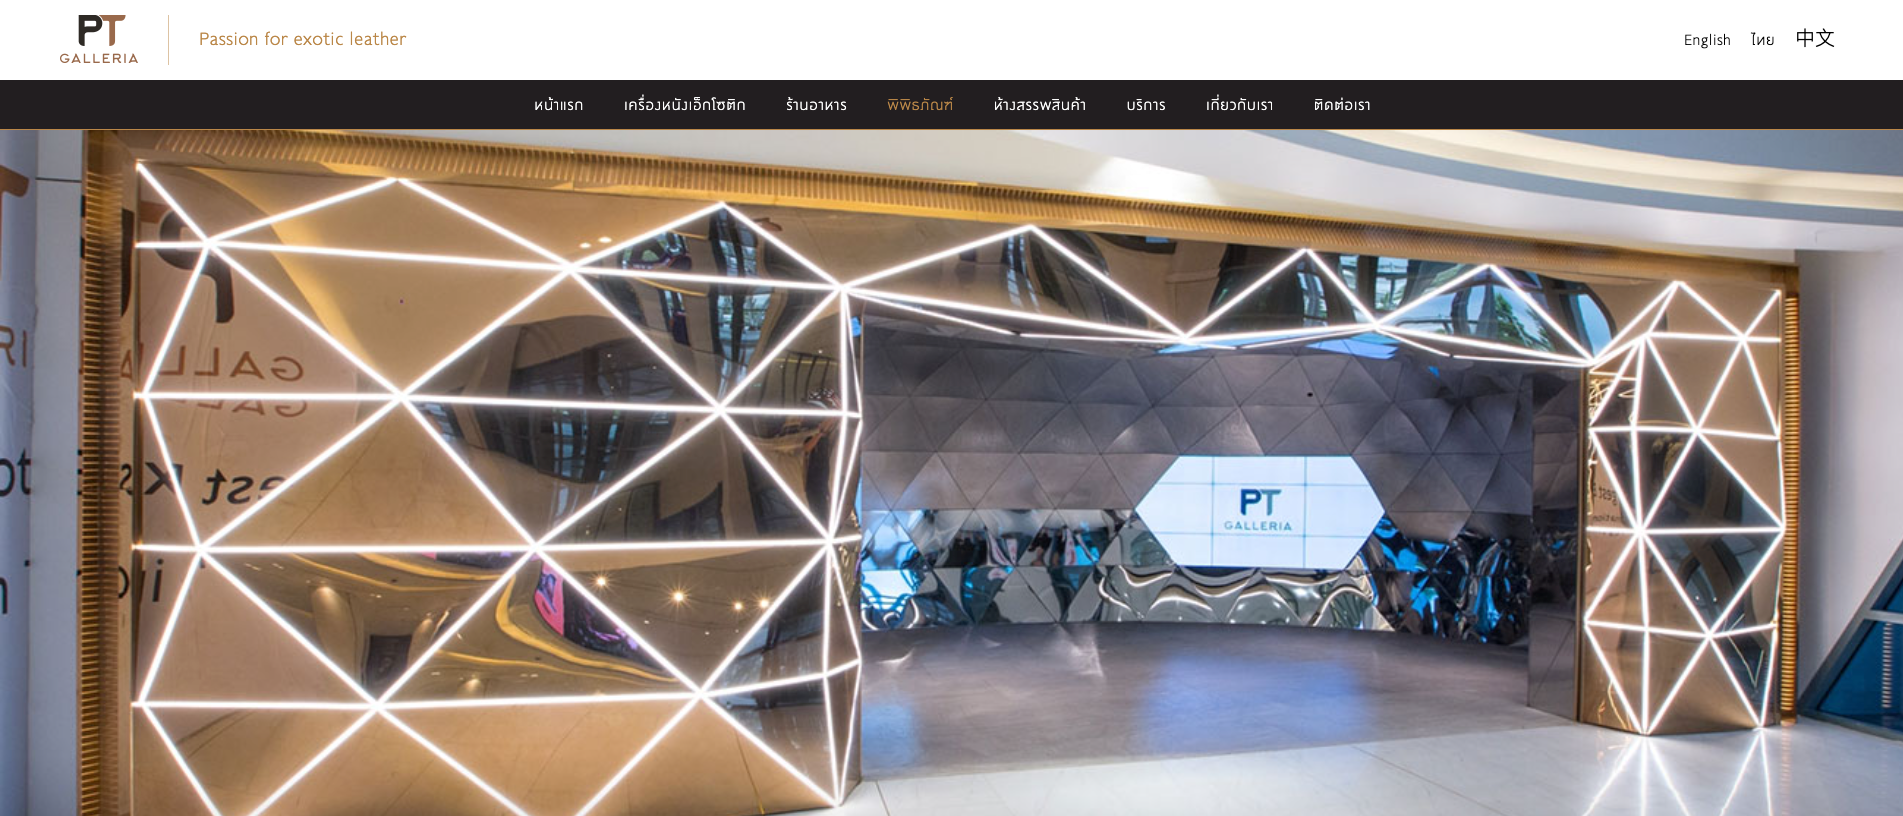 PT
GALLERIA
Passion for exotic leather
English ไทย 中文
หน้าแรก เครื่องหนังเอ็กโซติก ร้านอาหาร พิพิธภัณฑ์ ห้างสรรพสินค้า บริการ เกี่ยวกับเรา ติดต่อเรา
PT
GALLERIA